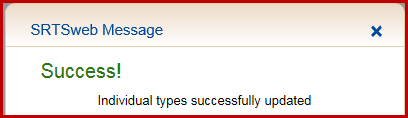 SRTSweb Message
Success!
Individual types successfully updated